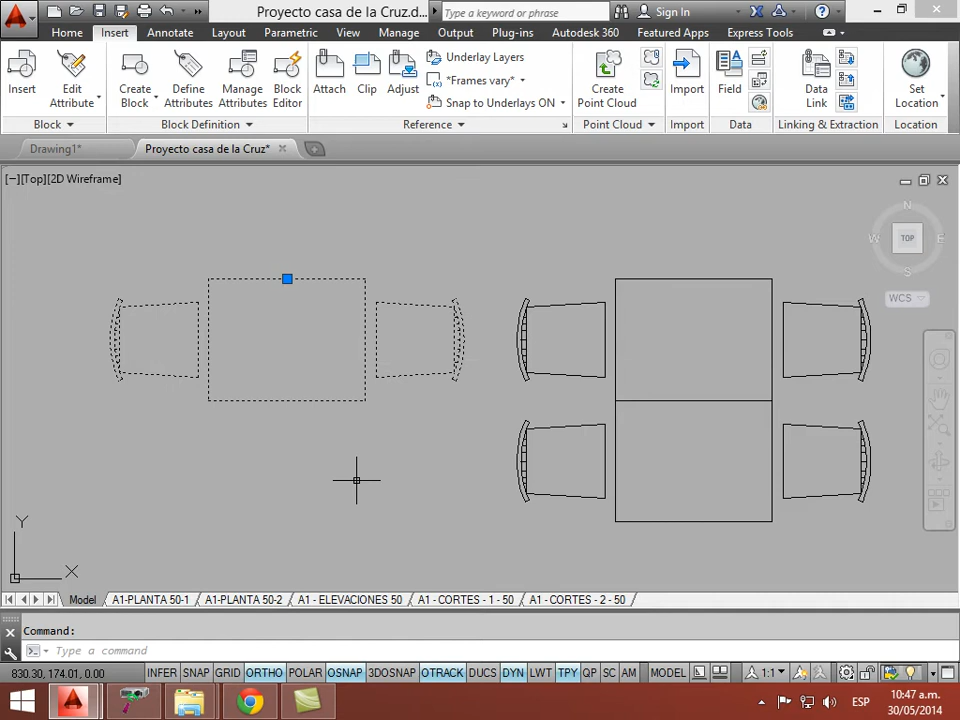 Proyecto casa de la Cruz.d...
Type a keyword or phrase
Sign In
Home Insert Annotate Layout Parametric View Manage Output Plug-ins Autodesk 360 Featured Apps Express Tools
Insert
Edit Attribute
Create Block
Define Attributes
Manage Attributes
Block Editor
Attach
Clip
Adjust
Underlay Layers
*Frames vary*
Snap to Underlays ON
Create Point Cloud
Import
Field
Data Link
Set Location
Block
Block Definition
Reference
Point Cloud
Import
Data
Linking & Extraction
Location
Drawing1*
Proyecto casa de la Cruz*
[−][Top][2D Wireframe]
N
W TOP E
S
WCS
Y
X
Model A1-PLANTA 50-1 A1-PLANTA 50-2 A1 - ELEVACIONES 50 A1 - CORTES - 1 - 50 A1 - CORTES - 2 - 50
Command:
Type a command
830.30, 174.01, 0.00 INFER SNAP GRID ORTHO POLAR OSNAP 3DOSNAP OTRACK DUCS DYN LWT TPY QP SC AM MODEL 1:1
ESP
10:47 a.m.
30/05/2014